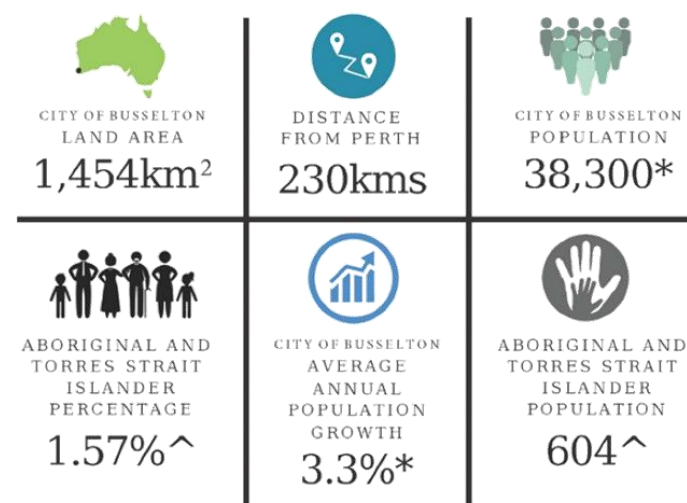 CITY OF BUSSELTON
LAND AREA
1,454km²
DISTANCE
FROM PERTH
230kms
CITY OF BUSSELTON
POPULATION
38,300*
ABORIGINAL AND
TORRES STRAIT
ISLANDER
PERCENTAGE
1.57%^
CITY OF BUSSELTON
AVERAGE
ANNUAL
POPULATION
GROWTH
3.3%*
ABORIGINAL AND
TORRES STRAIT
ISLANDER
POPULATION
604^